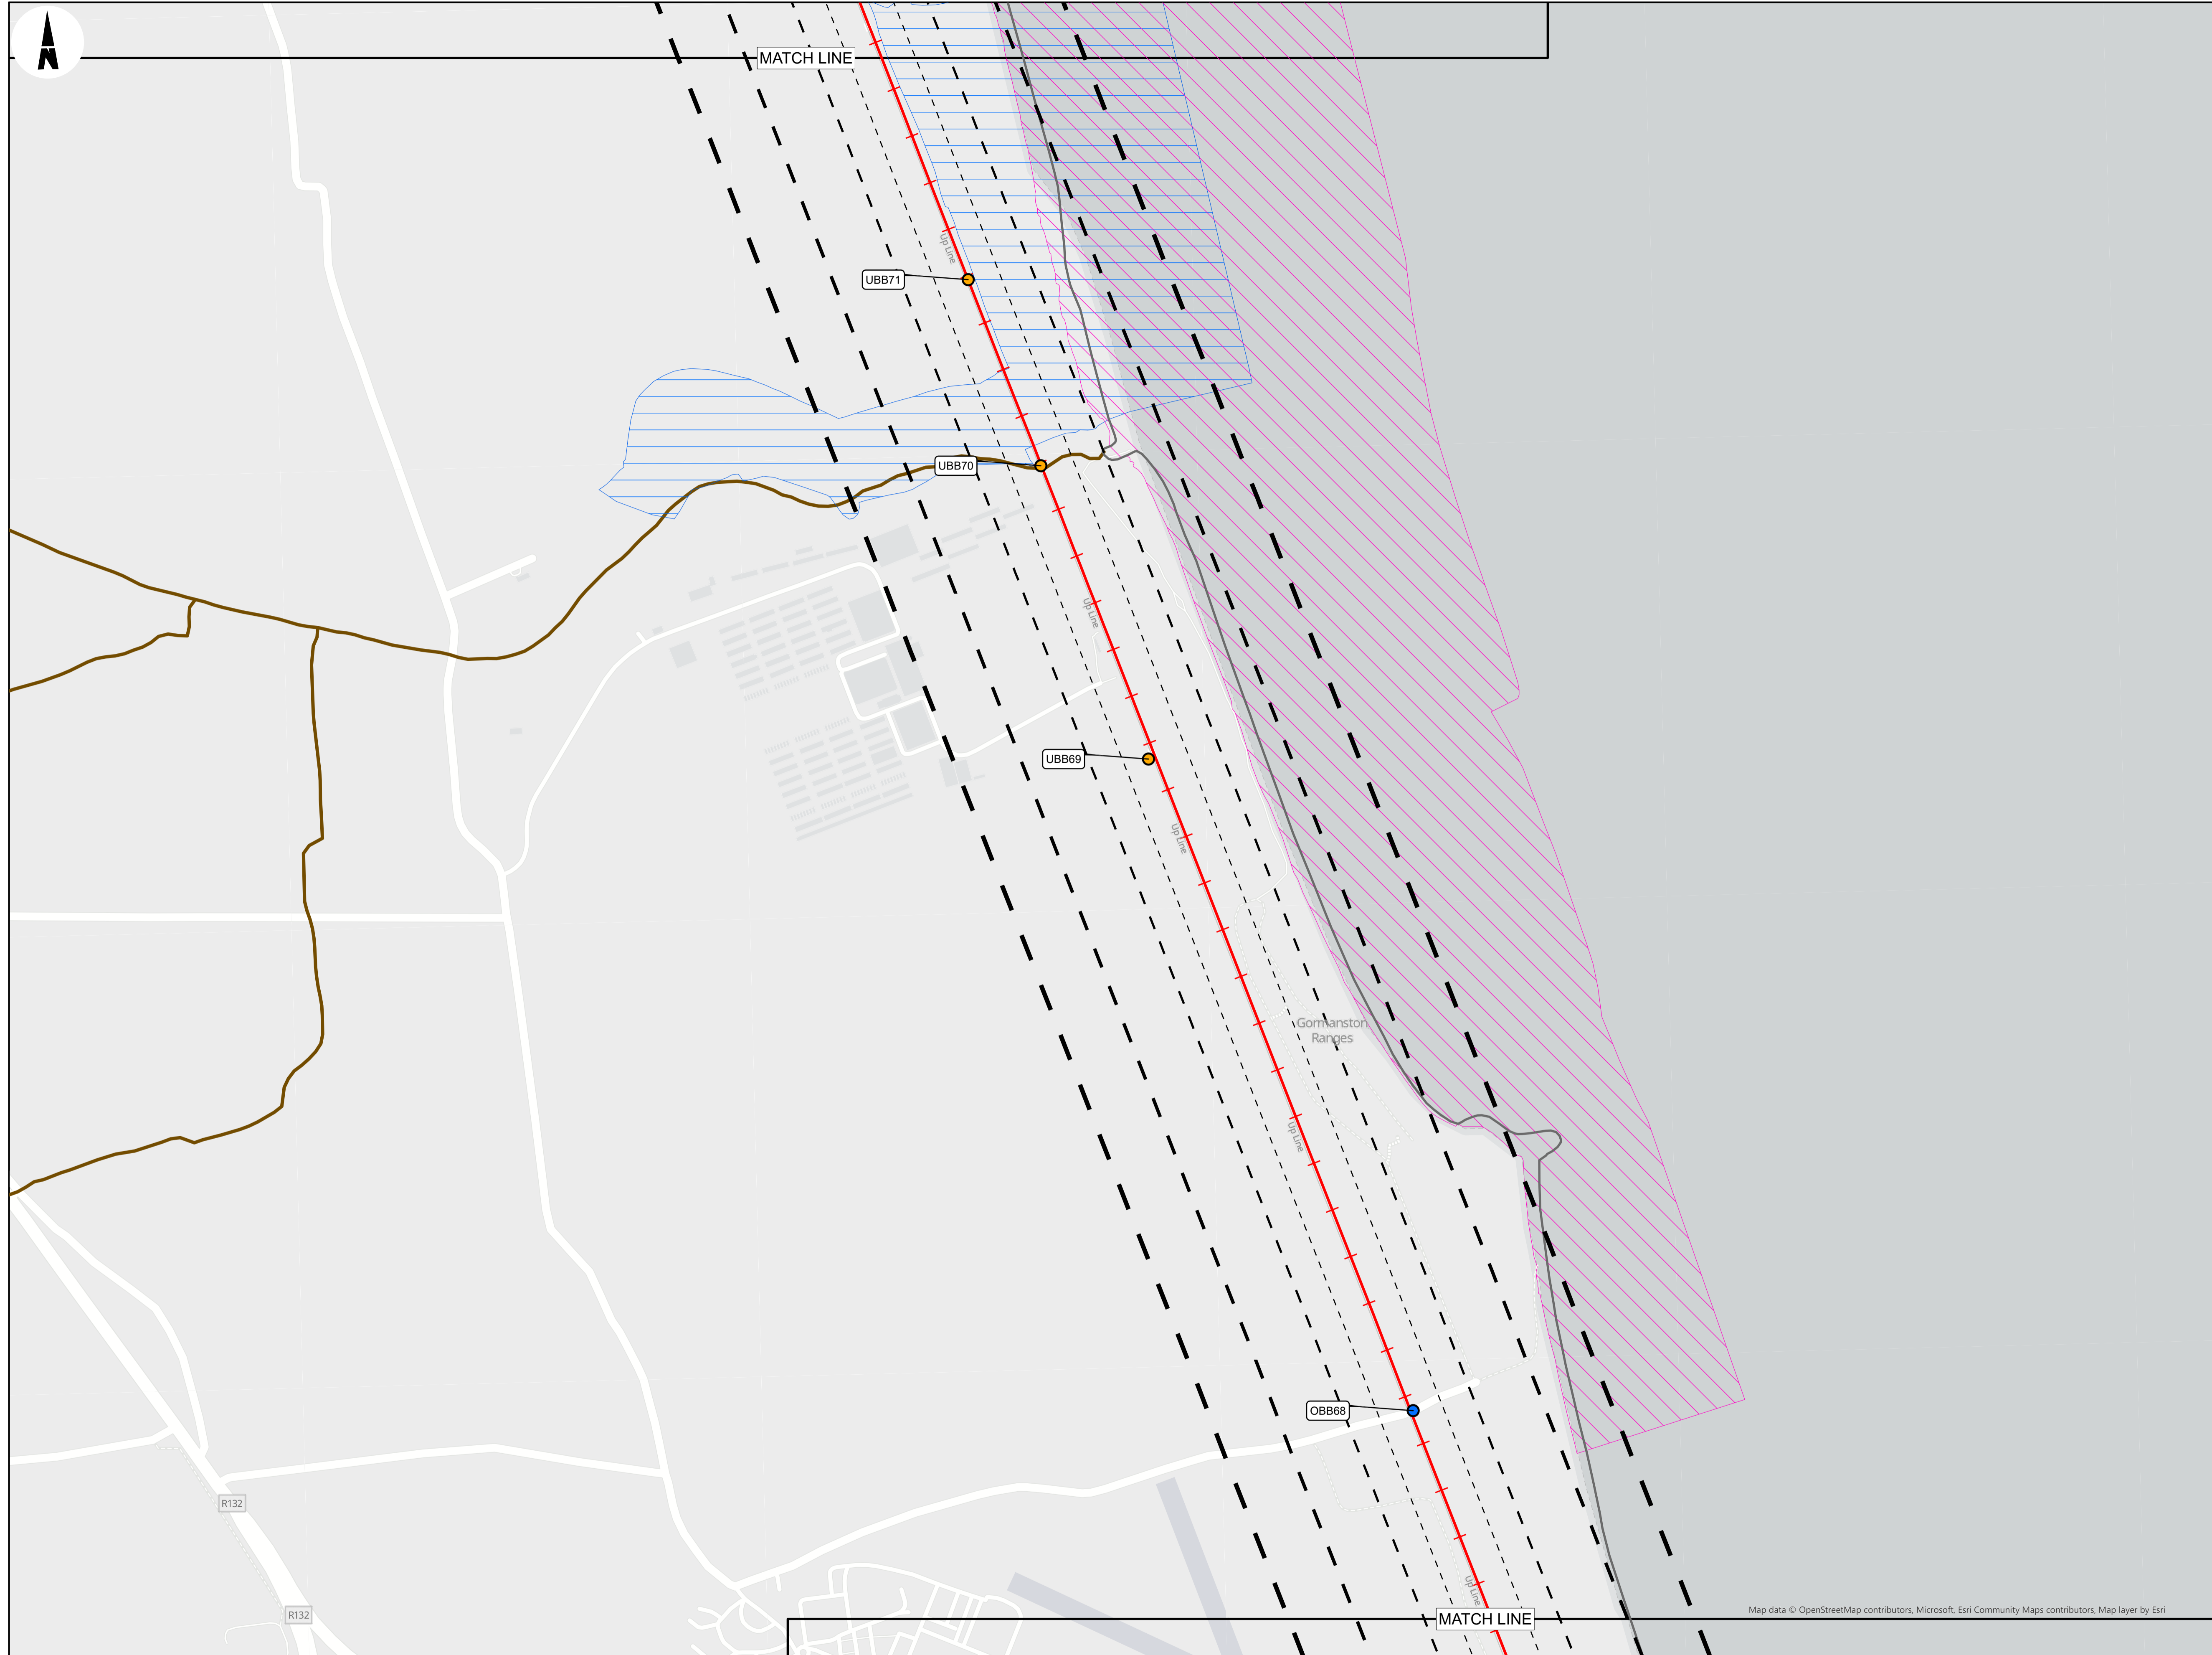 N
MATCH LINE
Up Line
UBB71
UBB70
Up Line
UBB69
Up Line
Gormanston
Ranges
Up Line
OBB68
R132
Up Line
R132
MATCH LINE
Map data © OpenStreetMap contributors, Microsoft, Esri Community Maps contributors, Map layer by Esri